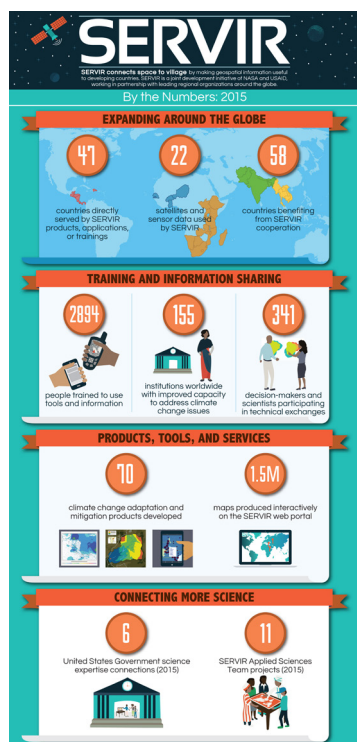 SERVIR
SERVIR connects space to village by making geospatial information useful
to developing countries. SERVIR is a joint development initiative of NASA and USAID,
working in partnership with leading regional organizations around the globe.
By the Numbers: 2015
EXPANDING AROUND THE GLOBE
47
22
58
countries directly
served by SERVIR
products, applications,
or trainings
satellites and
sensor data used
by SERVIR
countries benefiting
from SERVIR
cooperation
TRAINING AND INFORMATION SHARING
2894
155
341
people trained to use
tools and information
institutions worldwide
with improved capacity
to address climate
change issues
decision-makers and
scientists participating
in technical exchanges
PRODUCTS, TOOLS, AND SERVICES
70
1.5M
climate change adaptation and
mitigation products developed
maps produced interactively
on the SERVIR web portal
CONNECTING MORE SCIENCE
6
11
United States Government science
expertise connections (2015)
SERVIR Applied Sciences
Team projects (2015)